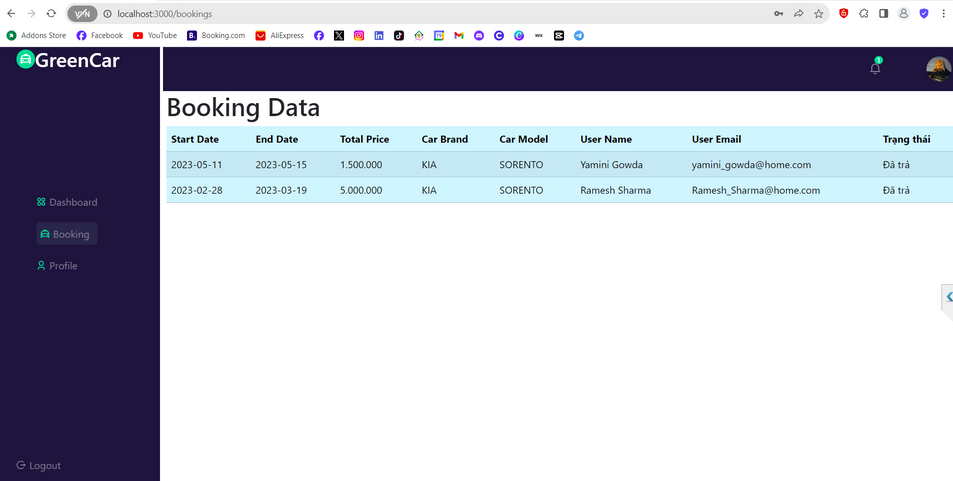 VPN localhost:3000/bookings 6
Addons Store Facebook YouTube B. Booking.com AliExpress WIX
GreenCar 1
Booking Data
Start Date End Date Total Price Car Brand Car Model User Name User Email Trạng thái
2023-05-11 2023-05-15 1.500.000 KIA SORENTO Yamini Gowda yamini_gowda@home.com Đã trả
2023-02-28 2023-03-19 5.000.000 KIA SORENTO Ramesh Sharma Ramesh_Sharma@home.com Đã trả
Dashboard
Booking
Profile
Logout